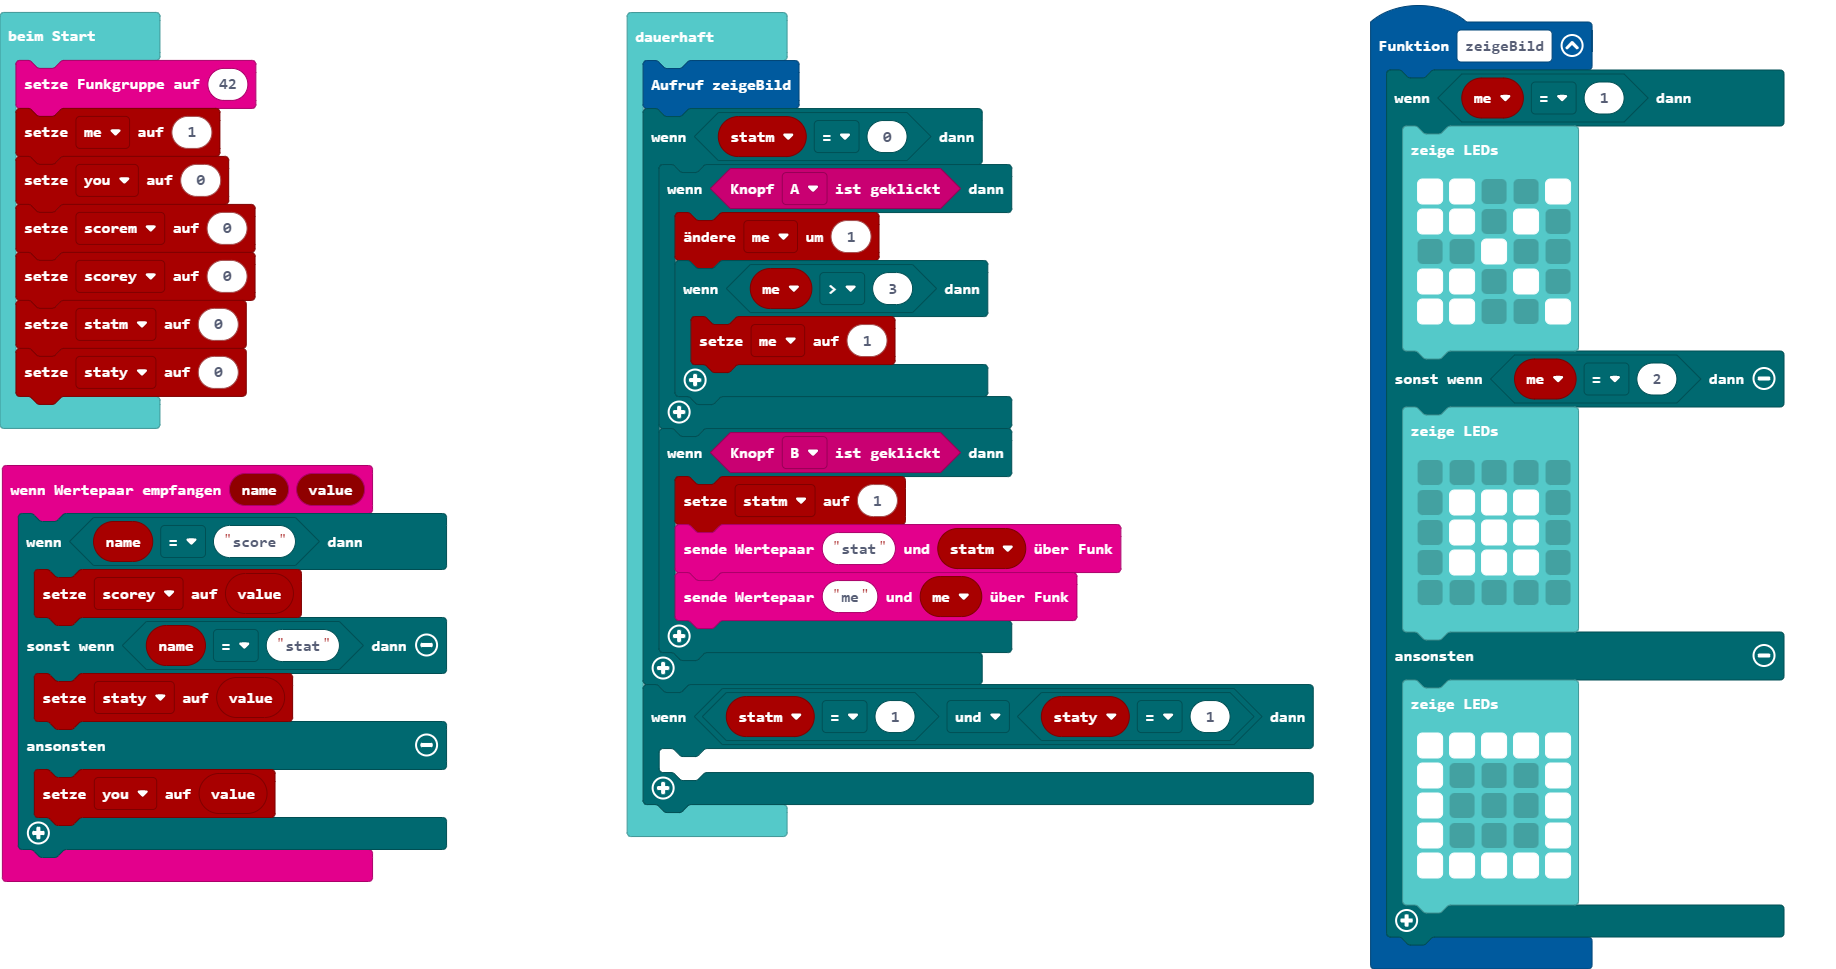 beim Start
setze Funkgruppe auf 42
setze me auf 1
setze you auf 0
setze scorem auf 0
setze scorey auf 0
setze statm auf 0
setze staty auf 0
wenn Wertepaar empfangen name value
wenn name = "score" dann
setze scorey auf value
sonst wenn name = "stat" dann
setze staty auf value
ansonsten
setze you auf value
dauerhaft
Aufruf zeigeBild
wenn statm = 0 dann
wenn Knopf A ist geklickt dann
ändere me um 1
wenn me > 3 dann
setze me auf 1
wenn Knopf B ist geklickt dann
setze statm auf 1
sende Wertepaar "stat" und statm über Funk
sende Wertepaar "me" und me über Funk
wenn statm = 1 und staty = 1 dann
Funktion zeigeBild
wenn me = 1 dann
zeige LEDs
sonst wenn me = 2 dann
zeige LEDs
ansonsten
zeige LEDs